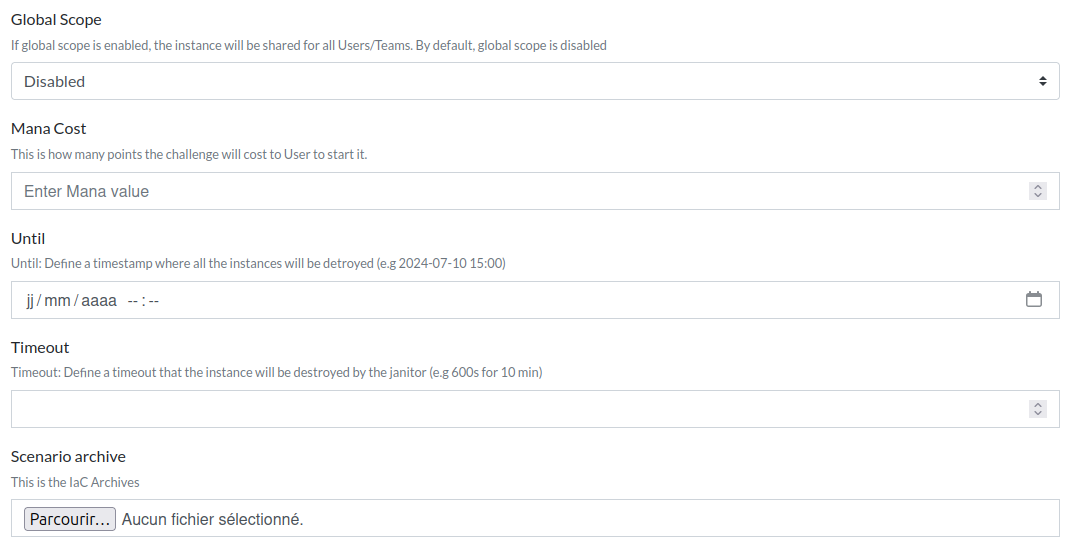 Global Scope
If global scope is enabled, the instance will be shared for all Users/Teams. By default, global scope is disabled
Disabled
Mana Cost
This is how many points the challenge will cost to User to start it.
Enter Mana value
Until
Until: Define a timestamp where all the instances will be detroyed (e.g 2024-07-10 15:00)
jj/mm/aaaa --:--
Timeout
Timeout: Define a timeout that the instance will be destroyed by the janitor (e.g 600s for 10 min)
Scenario archive
This is the IaC Archives
Parcourir... Aucun fichier sélectionné.